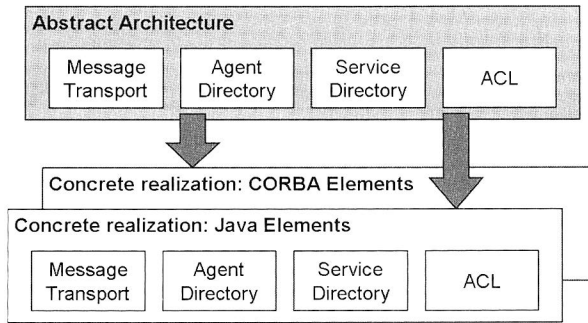 Abstract Architecture
Message
Transport
Agent
Directory
Service
Directory
ACL
Concrete realization: CORBA Elements
Concrete realization: Java Elements
Message
Transport
Agent
Directory
Service
Directory
ACL